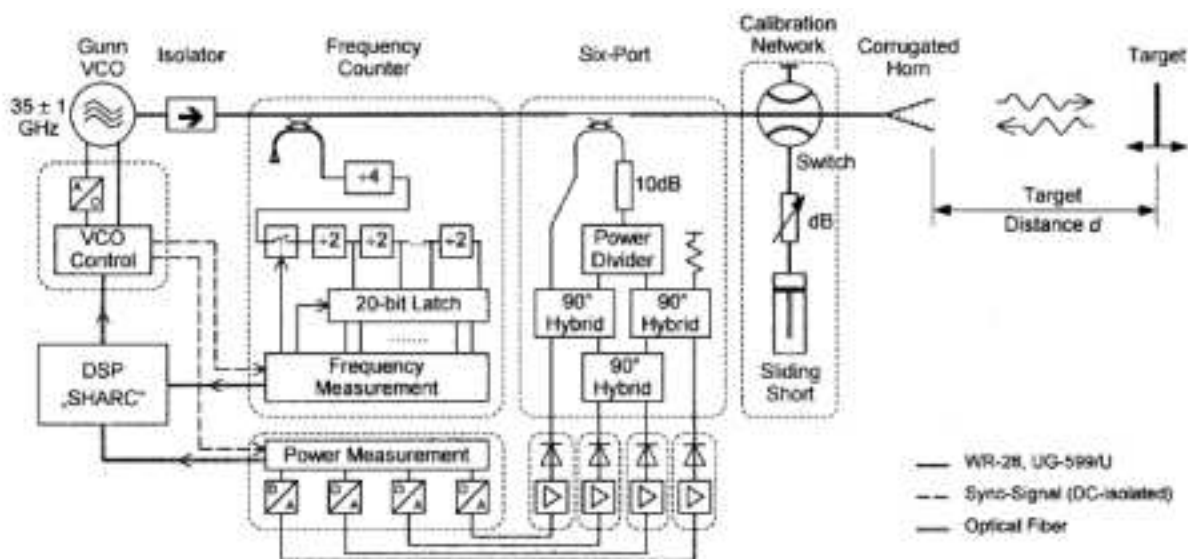 Gunn
VCO
Isolator
Frequency
Counter
Six-Port
Calibration
Network
Corrugated
Horn
Target
35 ± 1
GHz
÷4
10dB
Switch
dB
Target
Distance d
A
D
VCO
Control
÷2
÷2
÷2
Power
Divider
20-bit Latch
90°
Hybrid
90°
Hybrid
Sliding
Short
DSP
„SHARC"
Frequency
Measurement
90°
Hybrid
Power Measurement
A
D
A
D
A
D
A
WR-28, UG-599/U
Sync-Signal (DC-isolated)
Optical Fiber